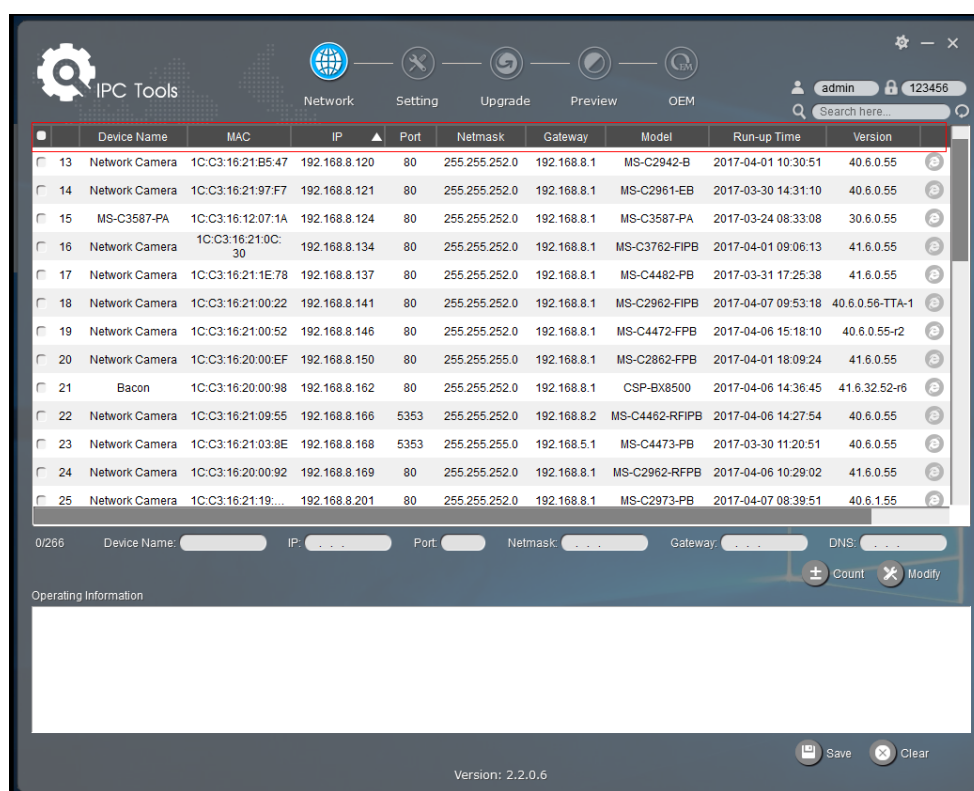 IPC Tools
Network Setting Upgrade Preview OEM
admin 123456
Search here...
Device Name MAC IP Port Netmask Gateway Model Run-up Time Version
13 Network Camera 1C:C3:16:21:B5:47 192.168.8.120 80 255.255.252.0 192.168.8.1 MS-C2942-B 2017-04-01 10:30:51 40.6.0.55
14 Network Camera 1C:C3:16:21:97:F7 192.168.8.121 80 255.255.252.0 192.168.8.1 MS-C2961-EB 2017-03-30 14:31:10 40.6.0.55
15 MS-C3587-PA 1C:C3:16:12:07:1A 192.168.8.124 80 255.255.252.0 192.168.8.1 MS-C3587-PA 2017-03-24 08:33:08 30.6.0.55
16 Network Camera 1C:C3:16:21:0C:30 192.168.8.134 80 255.255.252.0 192.168.8.1 MS-C3762-FIPB 2017-04-01 09:06:13 41.6.0.55
17 Network Camera 1C:C3:16:21:1E:78 192.168.8.137 80 255.255.252.0 192.168.8.1 MS-C4482-PB 2017-03-31 17:25:38 41.6.0.55
18 Network Camera 1C:C3:16:21:00:22 192.168.8.141 80 255.255.252.0 192.168.8.1 MS-C2962-FIPB 2017-04-07 09:53:18 40.6.0.56-TTA-1
19 Network Camera 1C:C3:16:21:00:52 192.168.8.146 80 255.255.252.0 192.168.8.1 MS-C4472-FPB 2017-04-06 15:18:10 40.6.0.55-r2
20 Network Camera 1C:C3:16:20:00:EF 192.168.8.150 80 255.255.255.0 192.168.8.1 MS-C2862-FPB 2017-04-01 18:09:24 41.6.0.55
21 Bacon 1C:C3:16:20:00:98 192.168.8.162 80 255.255.252.0 192.168.8.1 CSP-BX8500 2017-04-06 14:36:45 41.6.32.52-r6
22 Network Camera 1C:C3:16:21:09:55 192.168.8.166 5353 255.255.252.0 192.168.8.2 MS-C4462-RFIPB 2017-04-06 14:27:54 40.6.0.55
23 Network Camera 1C:C3:16:21:03:8E 192.168.8.168 5353 255.255.255.0 192.168.5.1 MS-C4473-PB 2017-03-30 11:20:51 40.6.0.55
24 Network Camera 1C:C3:16:20:00:92 192.168.8.169 80 255.255.252.0 192.168.8.1 MS-C2962-RFPB 2017-04-06 10:29:02 41.6.0.55
25 Network Camera 1C:C3:16:21:19:... 192.168.8.201 80 255.255.252.0 192.168.8.1 MS-C2973-PB 2017-04-07 08:39:51 40.6.1.55
0/266 Device Name: IP: . . . Port: Netmask: . . . Gateway: . . . DNS: . . .
Count Modify
Operating Information
Save Clear
Version: 2.2.0.6